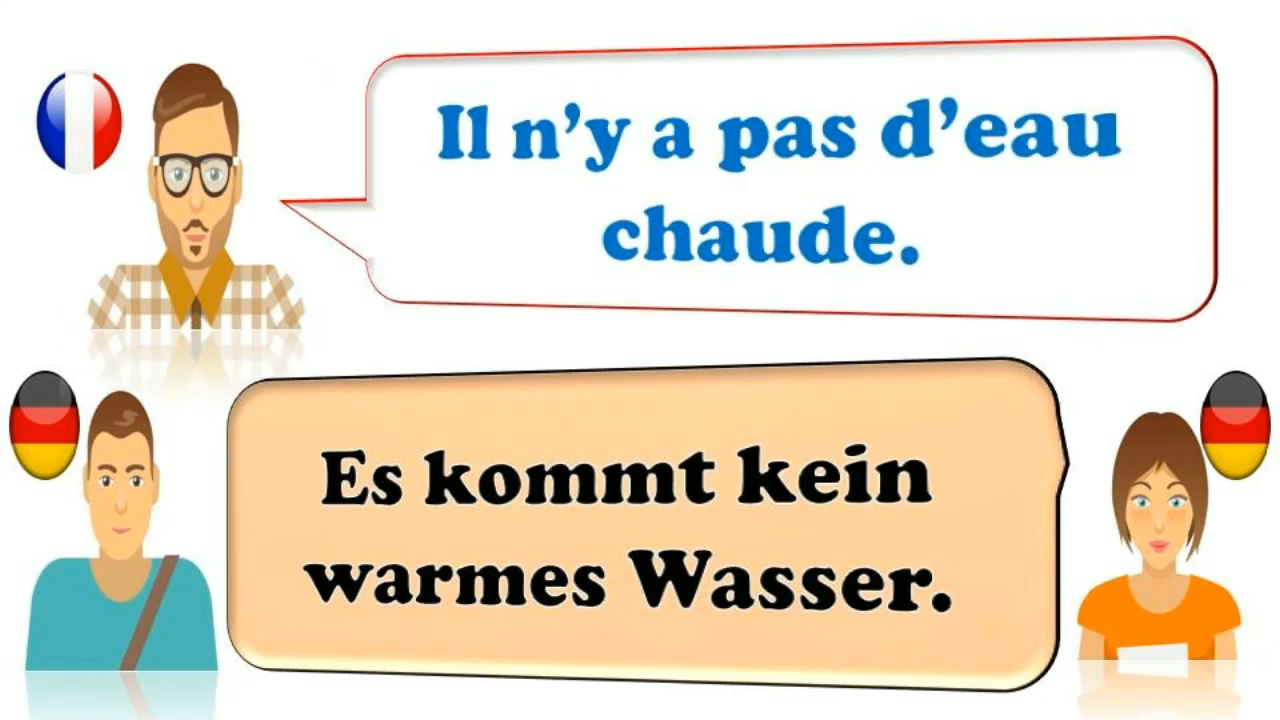 Il n’y a pas d’eau
chaude.
Es kommt kein
warmes Wasser.